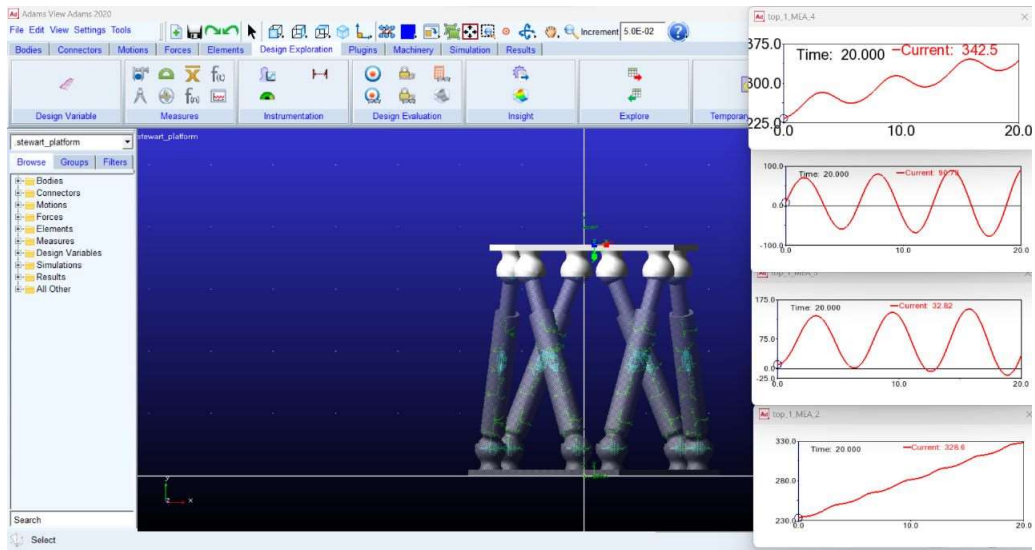 Adams View Adams 2020
File Edit View Settings Tools
Increment 5.0E-02
Bodies Connectors Motions Forces Elements Design Exploration Plugins Machinery Simulation Results
f(x)
f(n)
Design Variable Measures Instrumentation Design Evaluation Insight Explore Temporar
.stewart_platform
Browse Groups Filters
Bodies
Connectors
Motions
Forces
Elements
Measures
Design Variables
Simulations
Results
All Other
Search
Select
stewart_platform
y
z x
top_1_MEA_4
375.0
Time: 20.000 Current: 342.5
300.0
225.0
0.0 10.0 20.0
100.0
Time: 20.000 Current:
0.0
-100.0
0.0 10.0 20.0
175.0
Time: 20.000 Current: 32.82
75.0
0.0
-25.0
0.0 10.0 20.0
top_1_MEA_2
330.0
Time: 20.000 Current: 328.6
280.0
230.0
0.0 10.0 20.0